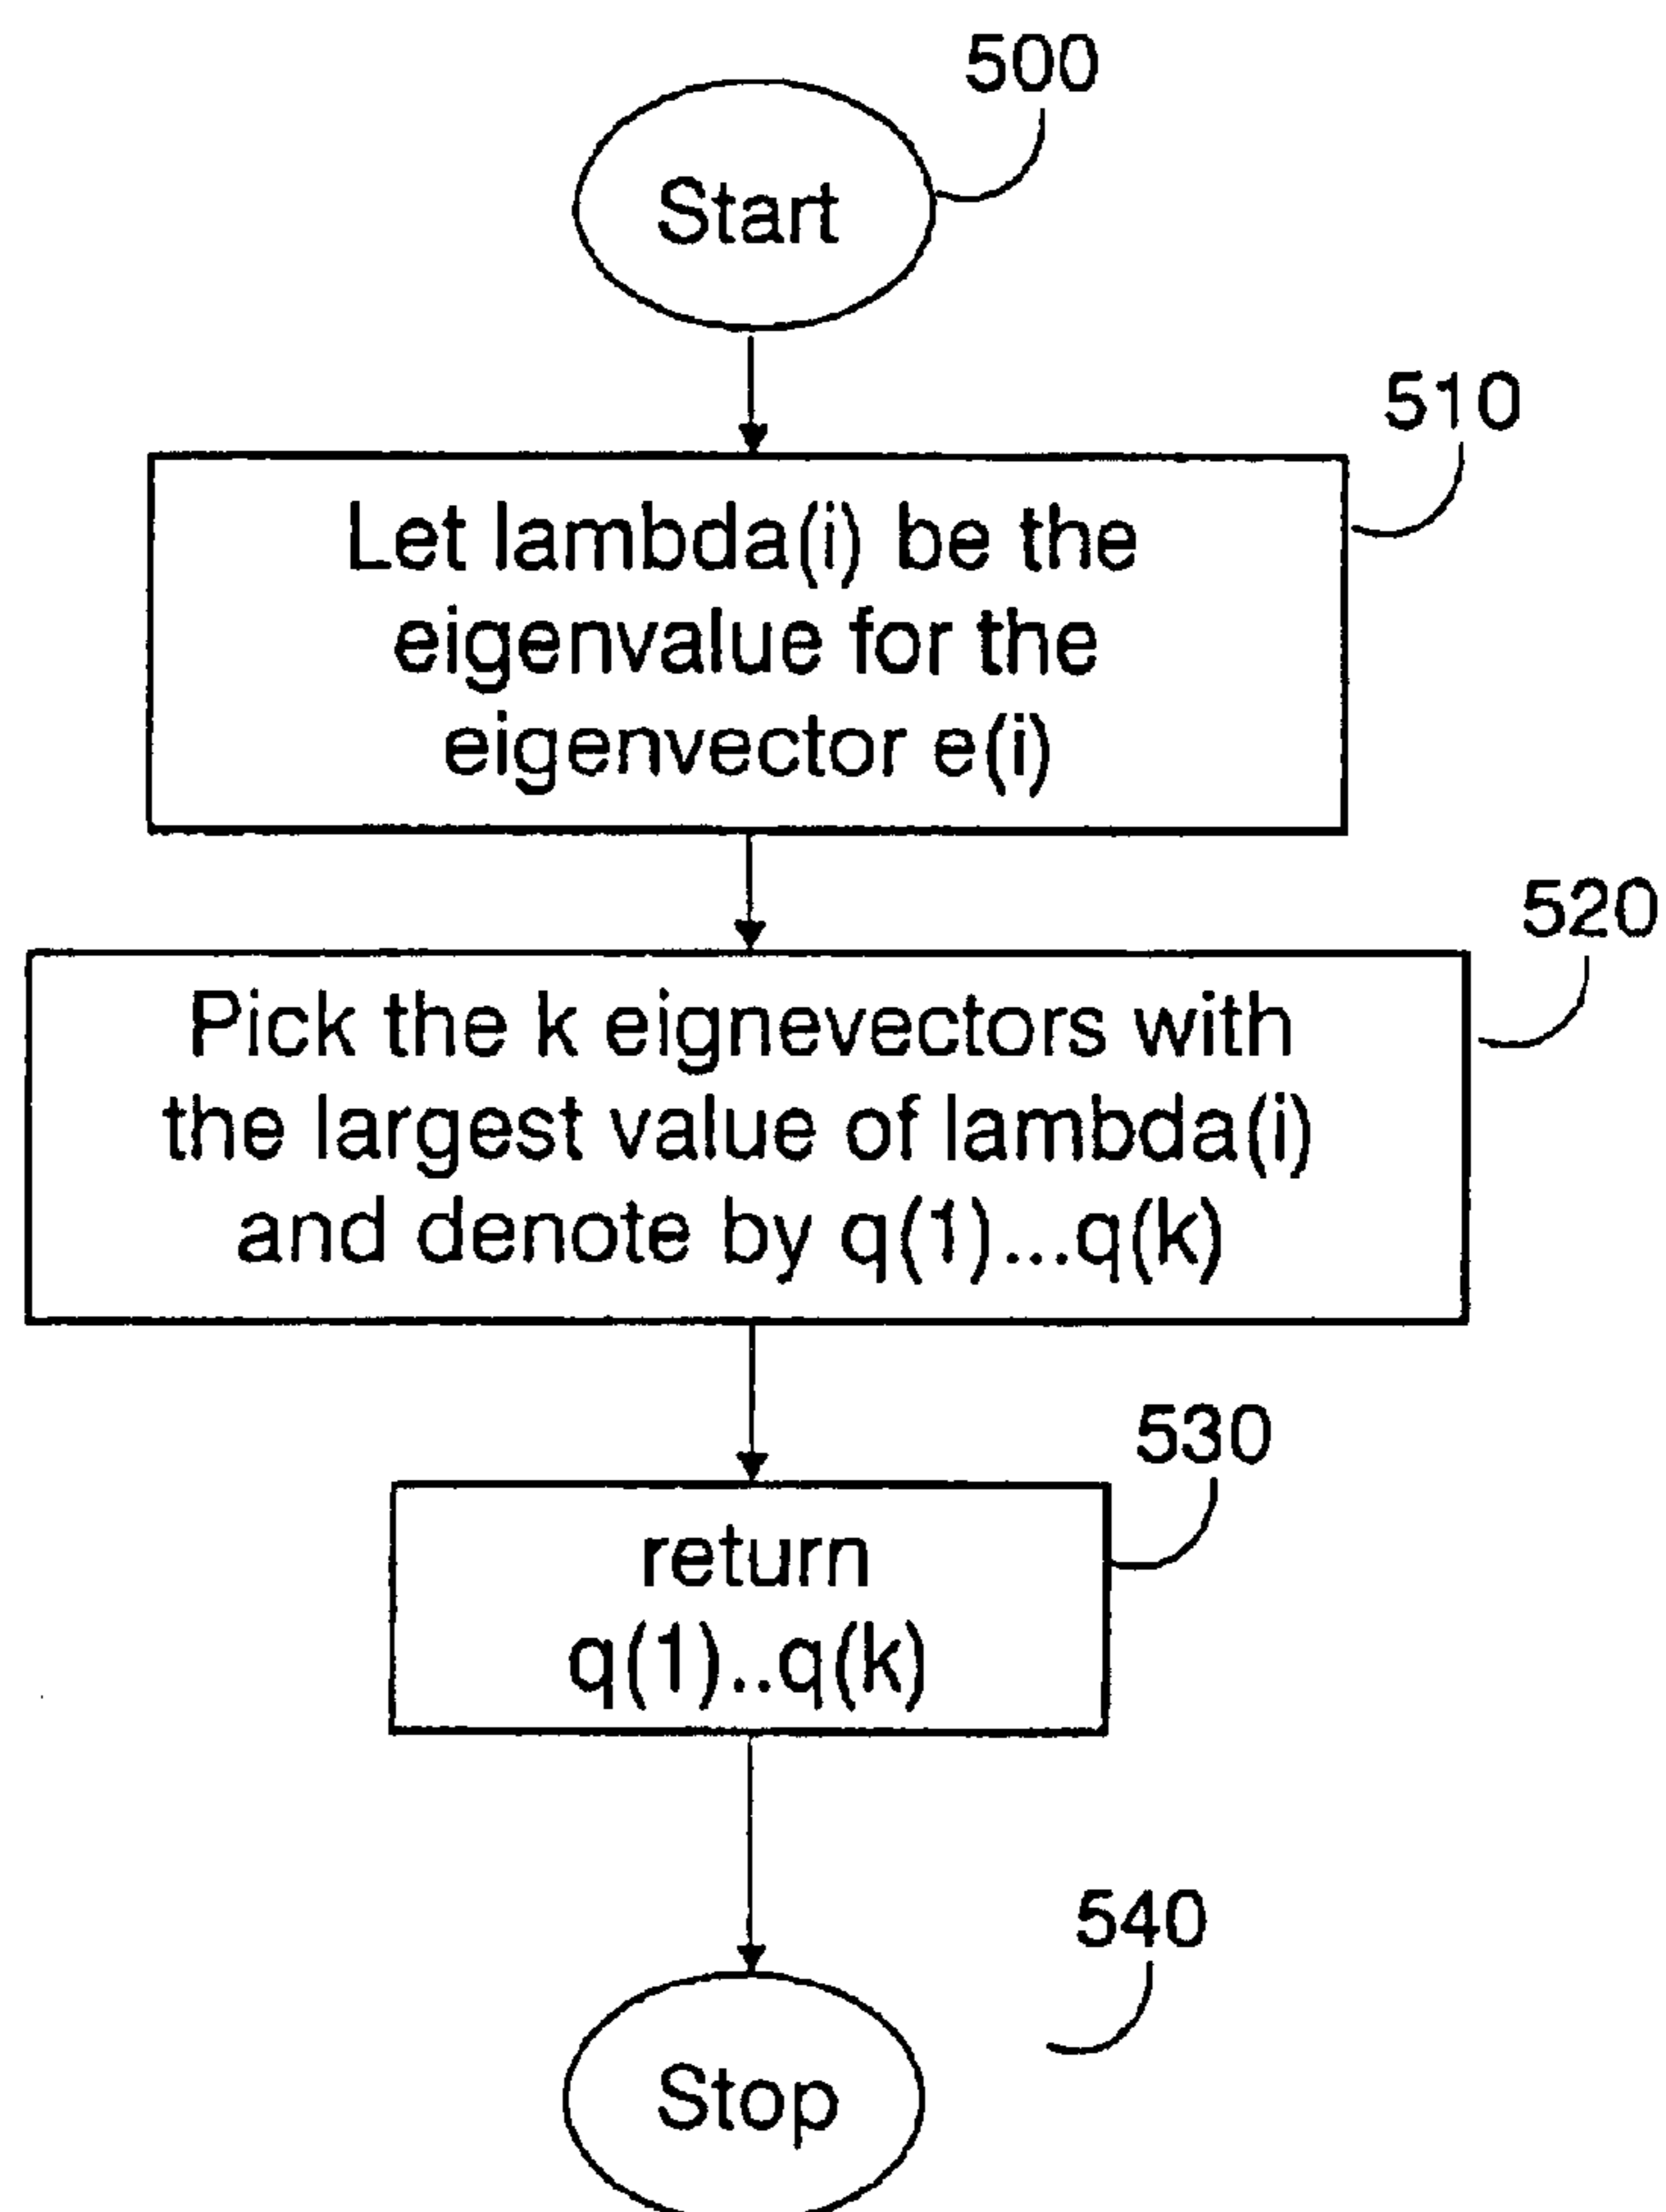 500
Start
510
Let lambda(i) be the
eigenvalue for the
eigenvector e(i)
520
Pick the k eignevectors with
the largest value of lambda(i)
and denote by q(1)...q(k)
530
return
q(1)..q(k)
540
Stop